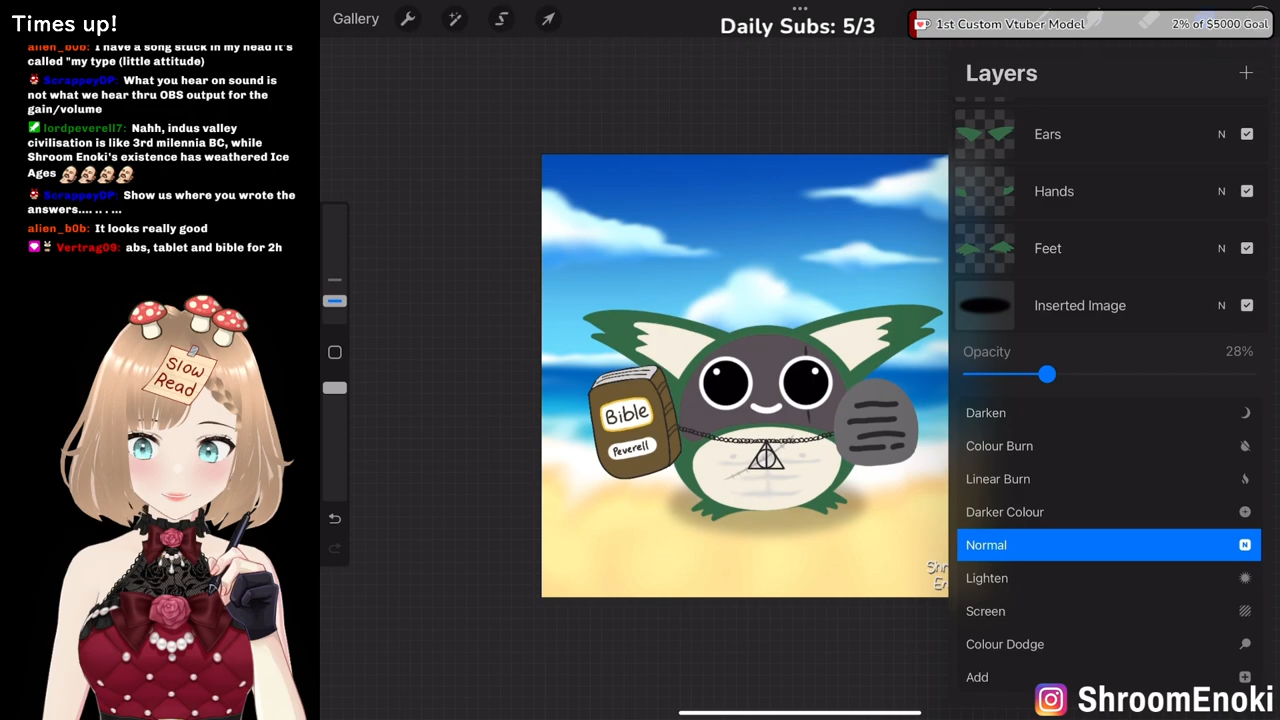 Times up!
alien_b0b: I have a song stuck in my head it's
called "my type (little attitude)
ScrappeyDP: What you hear on sound is
not what we hear thru OBS output for the
gain/volume
lordpeverell7: Nahh, indus valley
civilisation is like 3rd milennia BC, while
Shroom Enoki's existence has weathered Ice
Ages
ScrappeyDP: Show us where you wrote the
answers.... .. . ...
alien_b0b: It looks really good
Vertrag09: abs, tablet and bible for 2h
Slow
Read
Gallery
Daily Subs: 5/3
1st Custom Vtuber Model
2% of $5000 Goal
Bible
Peverell
Shr
En
Layers
Ears N
Hands N
Feet N
Inserted Image N
Opacity 28%
Darken
Colour Burn
Linear Burn
Darker Colour
Normal N
Lighten
Screen
Colour Dodge
Add
ShroomEnoki